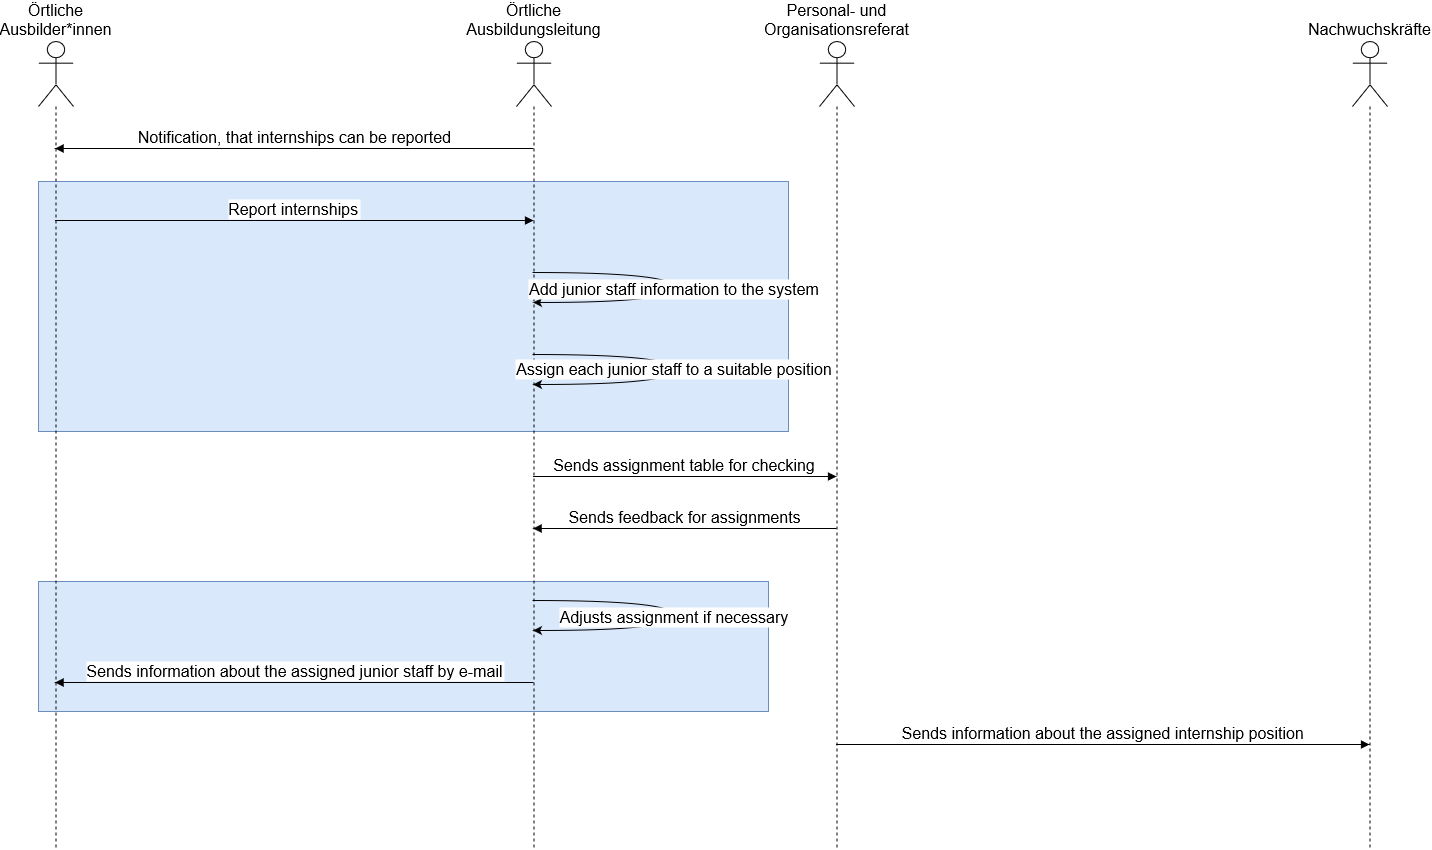 Örtliche
Ausbilder*innen
Örtliche
Ausbildungsleitung
Personal- und
Organisationsreferat
Nachwuchskräfte
Notification, that internships can be reported
Report internships
Add junior staff information to the system
Assign each junior staff to a suitable position
Sends assignment table for checking
Sends feedback for assignments
Adjusts assignment if necessary
Sends information about the assigned junior staff by e-mail
Sends information about the assigned internship position